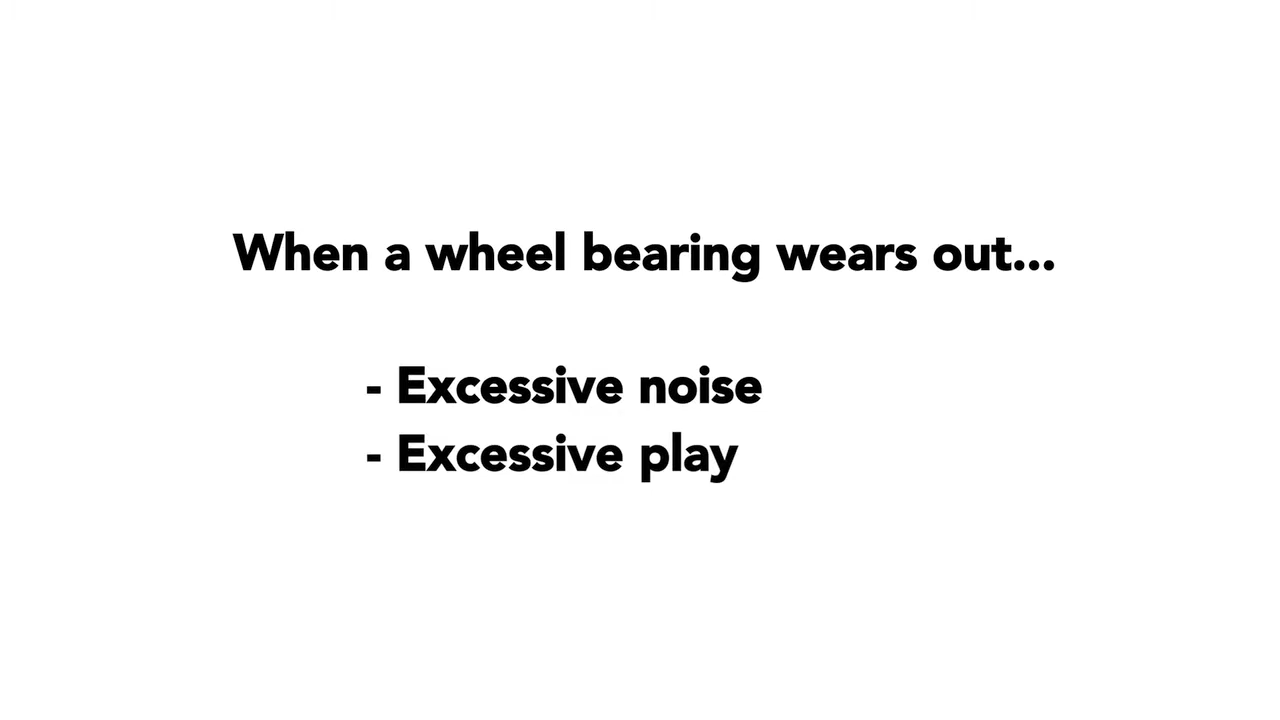 When a wheel bearing wears out...
- Excessive noise
- Excessive play